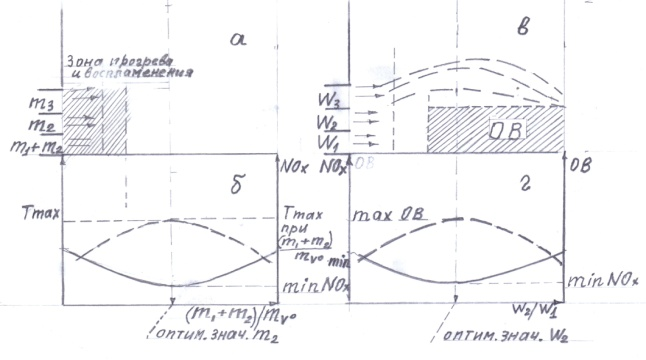 а
Зона прогрева
и воспламенения
m₃
m₂
m₁+m₂
в
W₃
W₂
W₁
ОВ
NOx
NOx
ОВ
ОВ
б
Tmax
Tmax
при
(m₁+m₂)
mv°
min
min NOx
(m₁+m₂)/mv°
оптим. знач. m₂
г
max ОВ
min NOx
W₂/W₁
оптим. знач. W₂